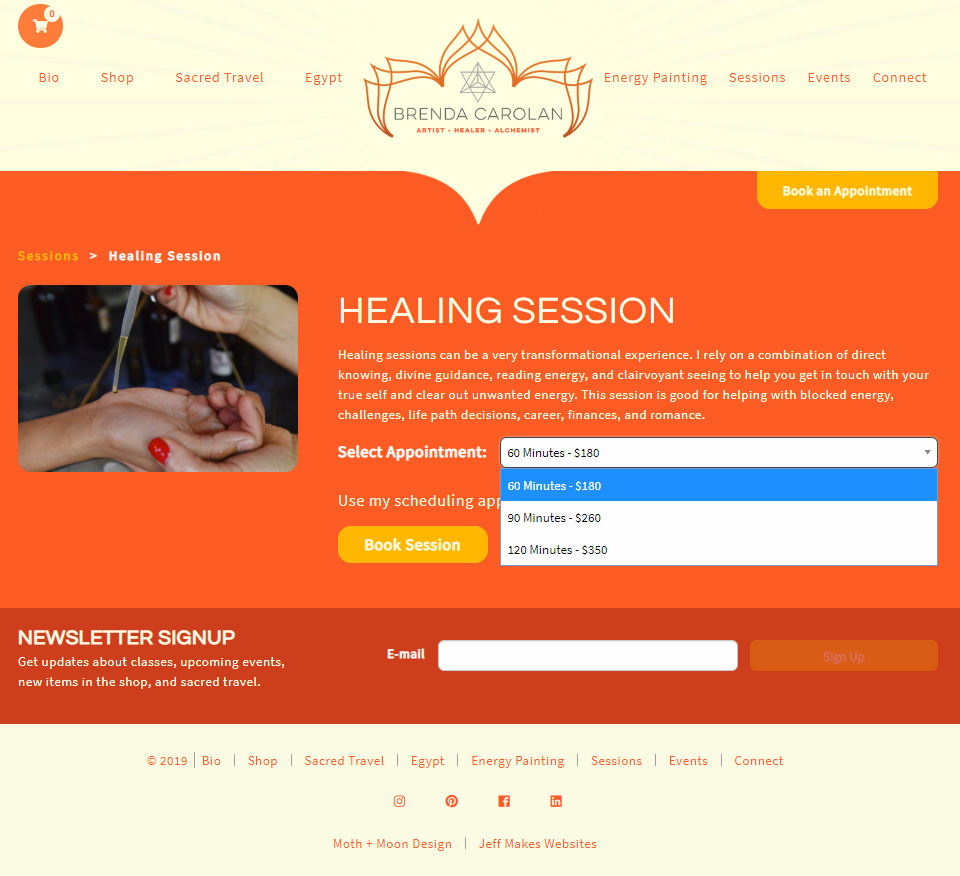 0
Bio Shop Sacred Travel Egypt
BRENDA CAROLAN
ARTIST • HEALER • ALCHEMIST
Energy Painting Sessions Events Connect
Book an Appointment
Sessions > Healing Session
HEALING SESSION
Healing sessions can be a very transformational experience. I rely on a combination of direct
knowing, divine guidance, reading energy, and clairvoyant seeing to help you get in touch with your
true self and clear out unwanted energy. This session is good for helping with blocked energy,
challenges, life path decisions, career, finances, and romance.
Select Appointment: 60 Minutes - $180
60 Minutes - $180
90 Minutes - $260
120 Minutes - $350
Use my scheduling
Book Session
NEWSLETTER SIGNUP
Get updates about classes, upcoming events,
new items in the shop, and sacred travel.
E-mail
Sign Up
© 2019 | Bio | Shop | Sacred Travel | Egypt | Energy Painting | Sessions | Events | Connect
Moth + Moon Design | Jeff Makes Websites